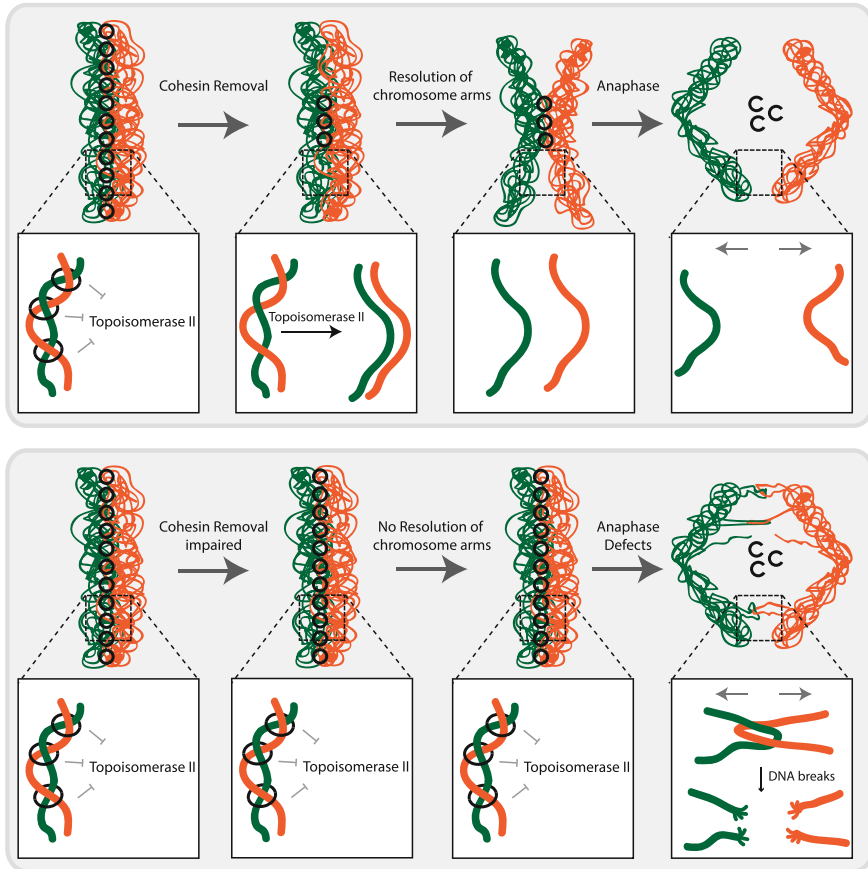 Cohesin Removal
Resolution of
chromosome arms
Anaphase
Topoisomerase II
Topoisomerase II
Cohesin Removal
impaired
No Resolution of
chromosome arms
Anaphase
Defects
Topoisomerase II
Topoisomerase II
Topoisomerase II
DNA breaks